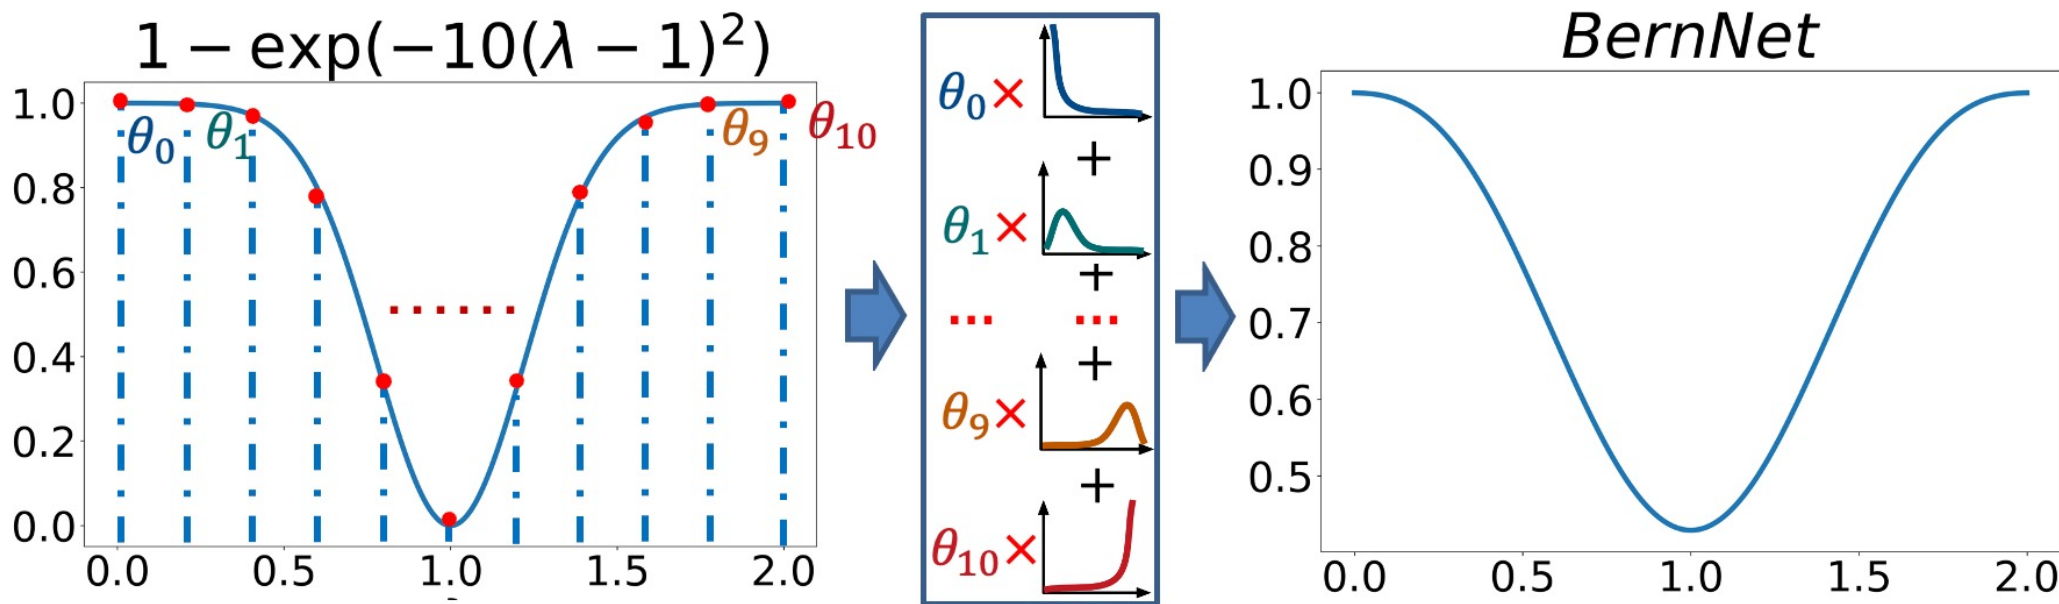 1 − exp(−10(λ − 1)²)
1.0
0.8
0.6
0.4
0.2
0.0
θ₀ θ₁ θ₉ θ₁₀
0.0 0.5 1.0 1.5 2.0
θ₀ ×
+
θ₁ ×
+
...... ......
+
θ₉ ×
+
θ₁₀ ×
BernNet
1.0
0.9
0.8
0.7
0.6
0.5
0.0 0.5 1.0 1.5 2.0